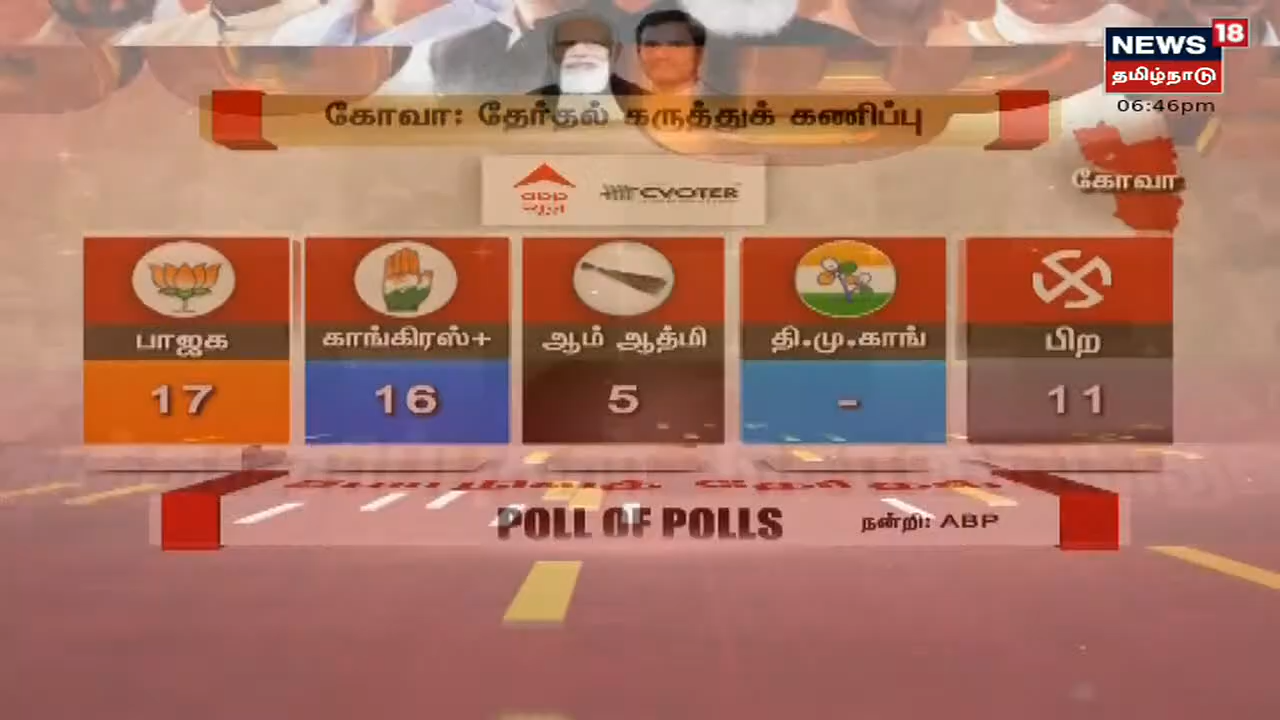 NEWS 18
தமிழ்நாடு
06:46pm
கோவா: தேர்தல் கருத்துக் கணிப்பு
கோவா
abp
CVOTER
பாஜக
காங்கிரஸ்+
ஆம் ஆத்மி
தி.மு.காங்
பிற
17
16
5
-
11
POLL OF POLLS
நன்றி: ABP